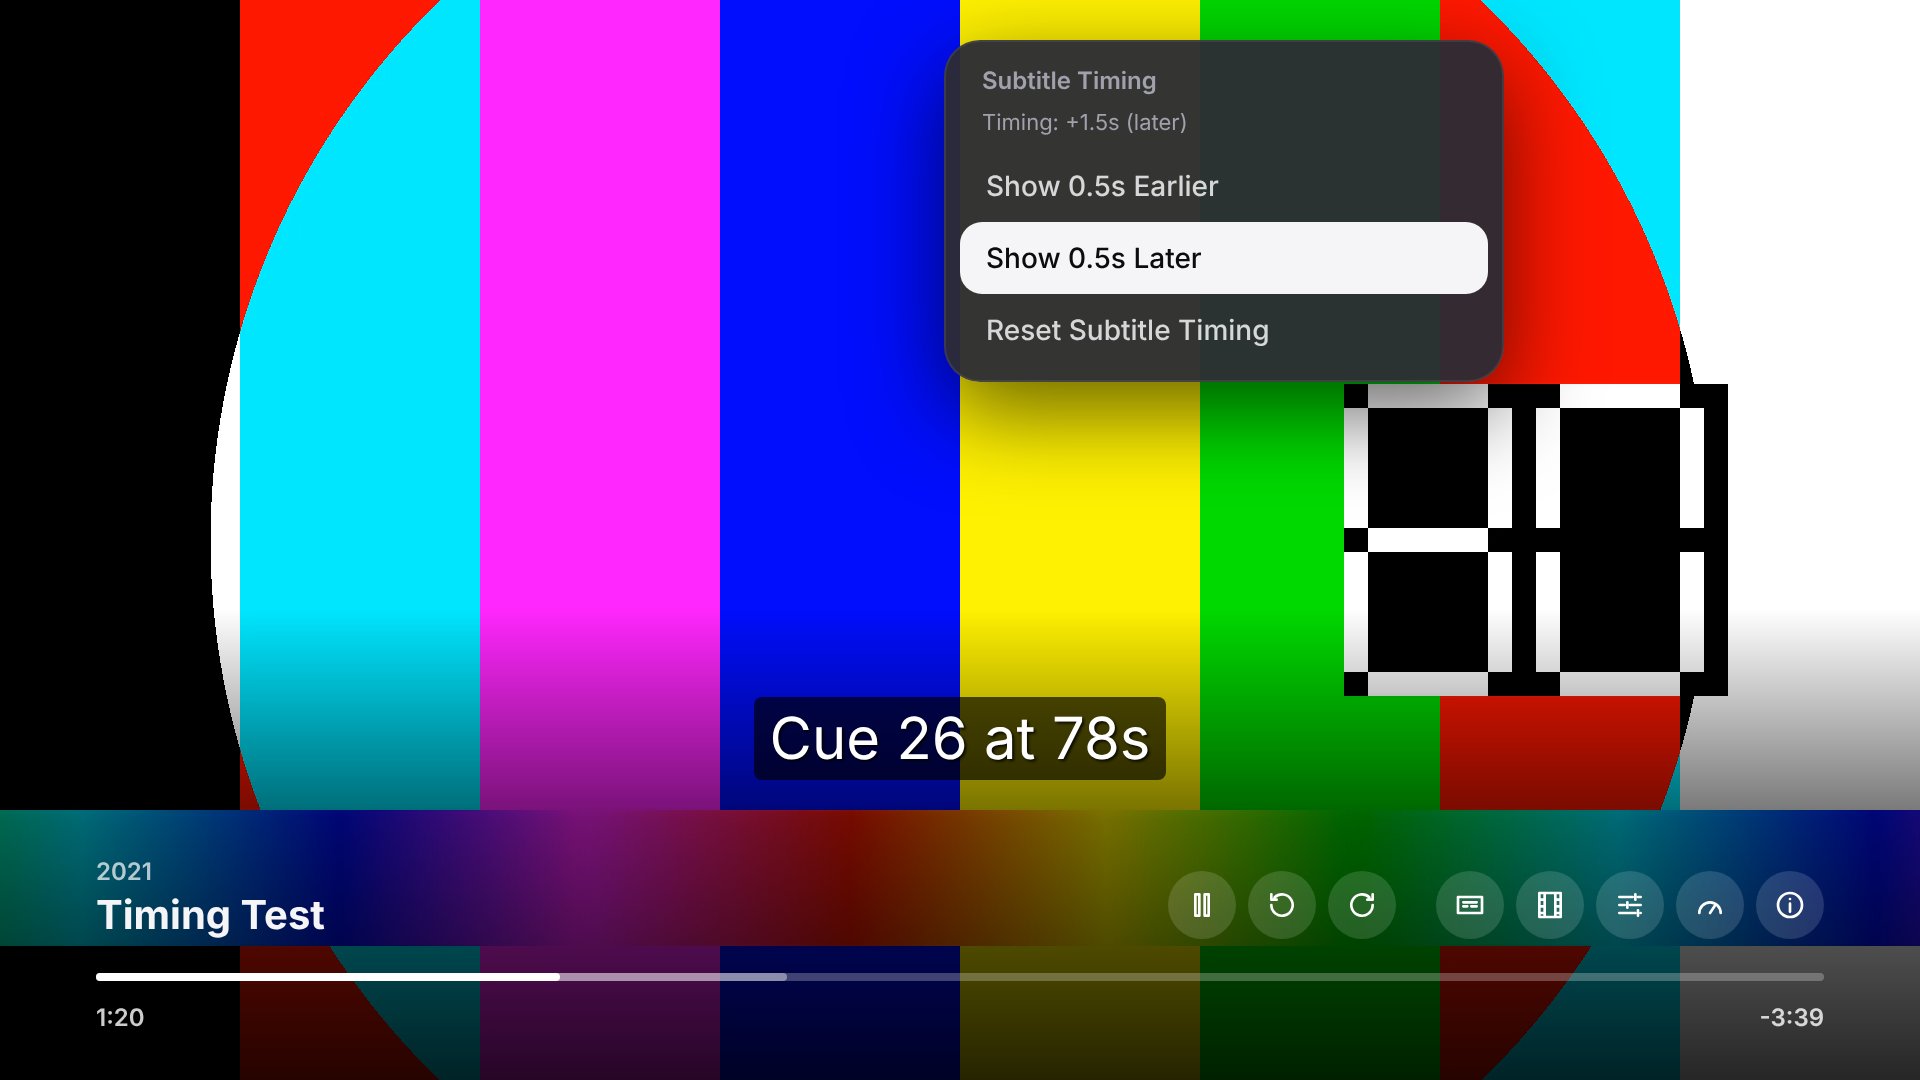 Subtitle Timing
Timing: +1.5s (later)
Show 0.5s Earlier
Show 0.5s Later
Reset Subtitle Timing
80
Cue 26 at 78s
2021
Timing Test
1:20
-3:39